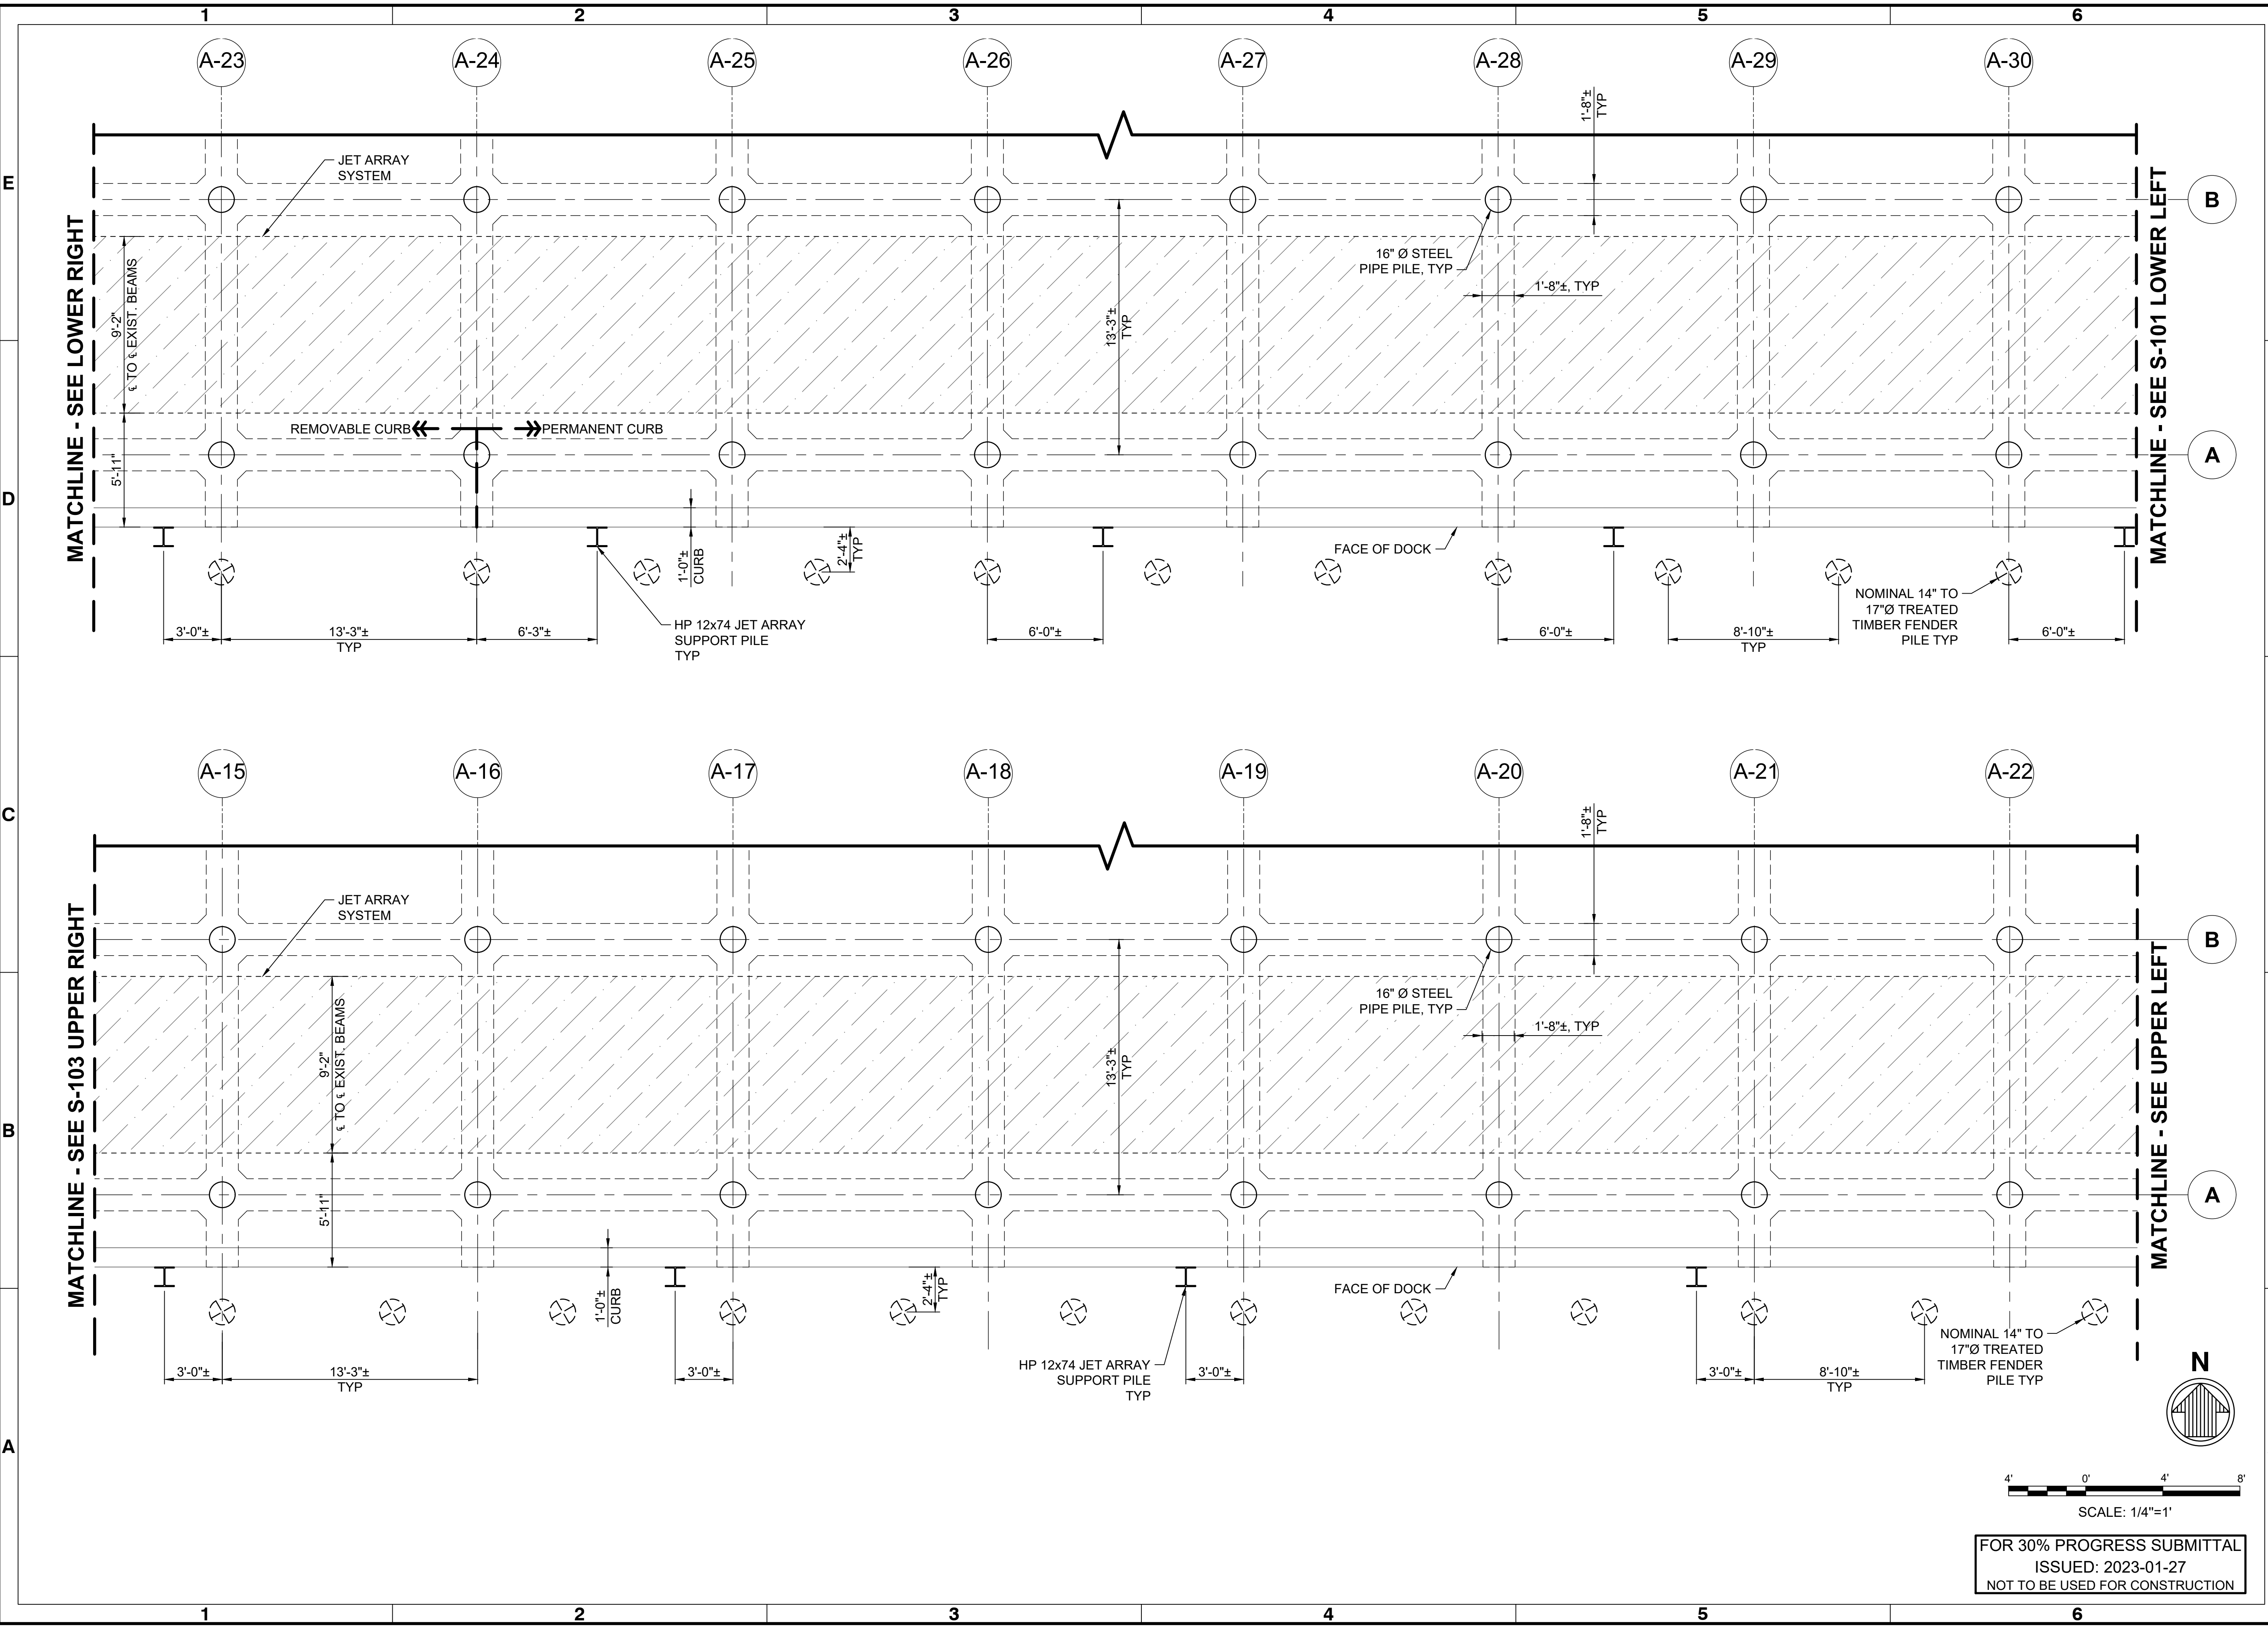 1 2 3 4 5 6
A-23 A-24 A-25 A-26 A-27 A-28 A-29 A-30
1'-8"±
TYP
JET ARRAY
SYSTEM
E
B
MATCHLINE - SEE LOWER RIGHT
MATCHLINE - SEE S-101 LOWER LEFT
9'-2"
℄ TO ℄ EXIST. BEAMS
16" Ø STEEL
PIPE PILE, TYP
1'-8"±, TYP
13'-3"±
TYP
REMOVABLE CURB
PERMANENT CURB
5'-11"
A
D
1'-0"±
CURB
2'-4"±
TYP
FACE OF DOCK
NOMINAL 14" TO
17"Ø TREATED
TIMBER FENDER
PILE TYP
HP 12x74 JET ARRAY
SUPPORT PILE
TYP
3'-0"±
13'-3"±
TYP
6'-3"±
6'-0"±
6'-0"±
8'-10"±
TYP
6'-0"±
A-15 A-16 A-17 A-18 A-19 A-20 A-21 A-22
C
1'-8"±
TYP
JET ARRAY
SYSTEM
B
MATCHLINE - SEE S-103 UPPER RIGHT
MATCHLINE - SEE UPPER LEFT
9'-2"
℄ TO ℄ EXIST. BEAMS
16" Ø STEEL
PIPE PILE, TYP
1'-8"±, TYP
13'-3"±
TYP
B
5'-11"
A
1'-0"±
CURB
2'-4"±
TYP
FACE OF DOCK
HP 12x74 JET ARRAY
SUPPORT PILE
TYP
NOMINAL 14" TO
17"Ø TREATED
TIMBER FENDER
PILE TYP
3'-0"±
13'-3"±
TYP
3'-0"±
3'-0"±
3'-0"±
8'-10"±
TYP
N
A
4' 0' 4' 8'
SCALE: 1/4"=1'
FOR 30% PROGRESS SUBMITTAL
ISSUED: 2023-01-27
NOT TO BE USED FOR CONSTRUCTION
1 2 3 4 5 6